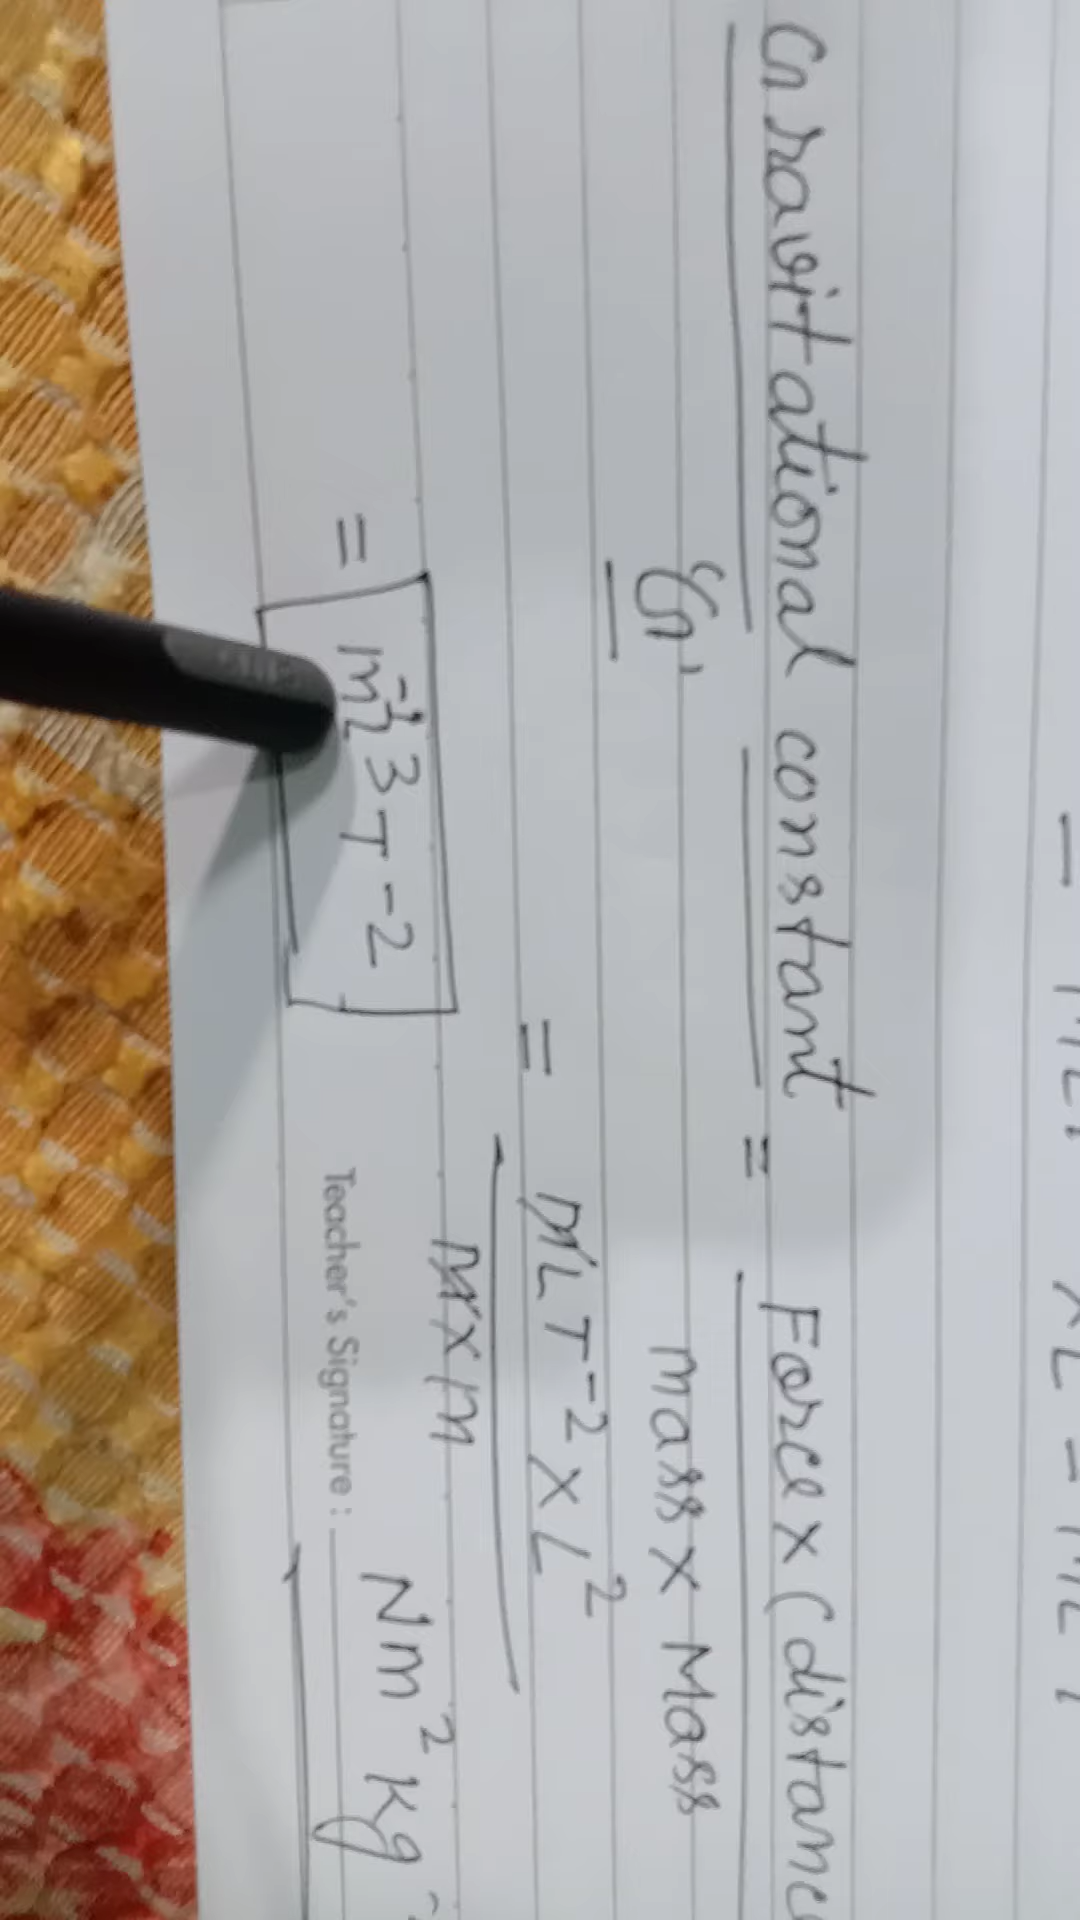 Gravitational constant = Force x (distance
"G' mass x Mass
= MLT-2 x L2
M x M
= M-1L3T-2
Teacher's Signature : Nm2 kg